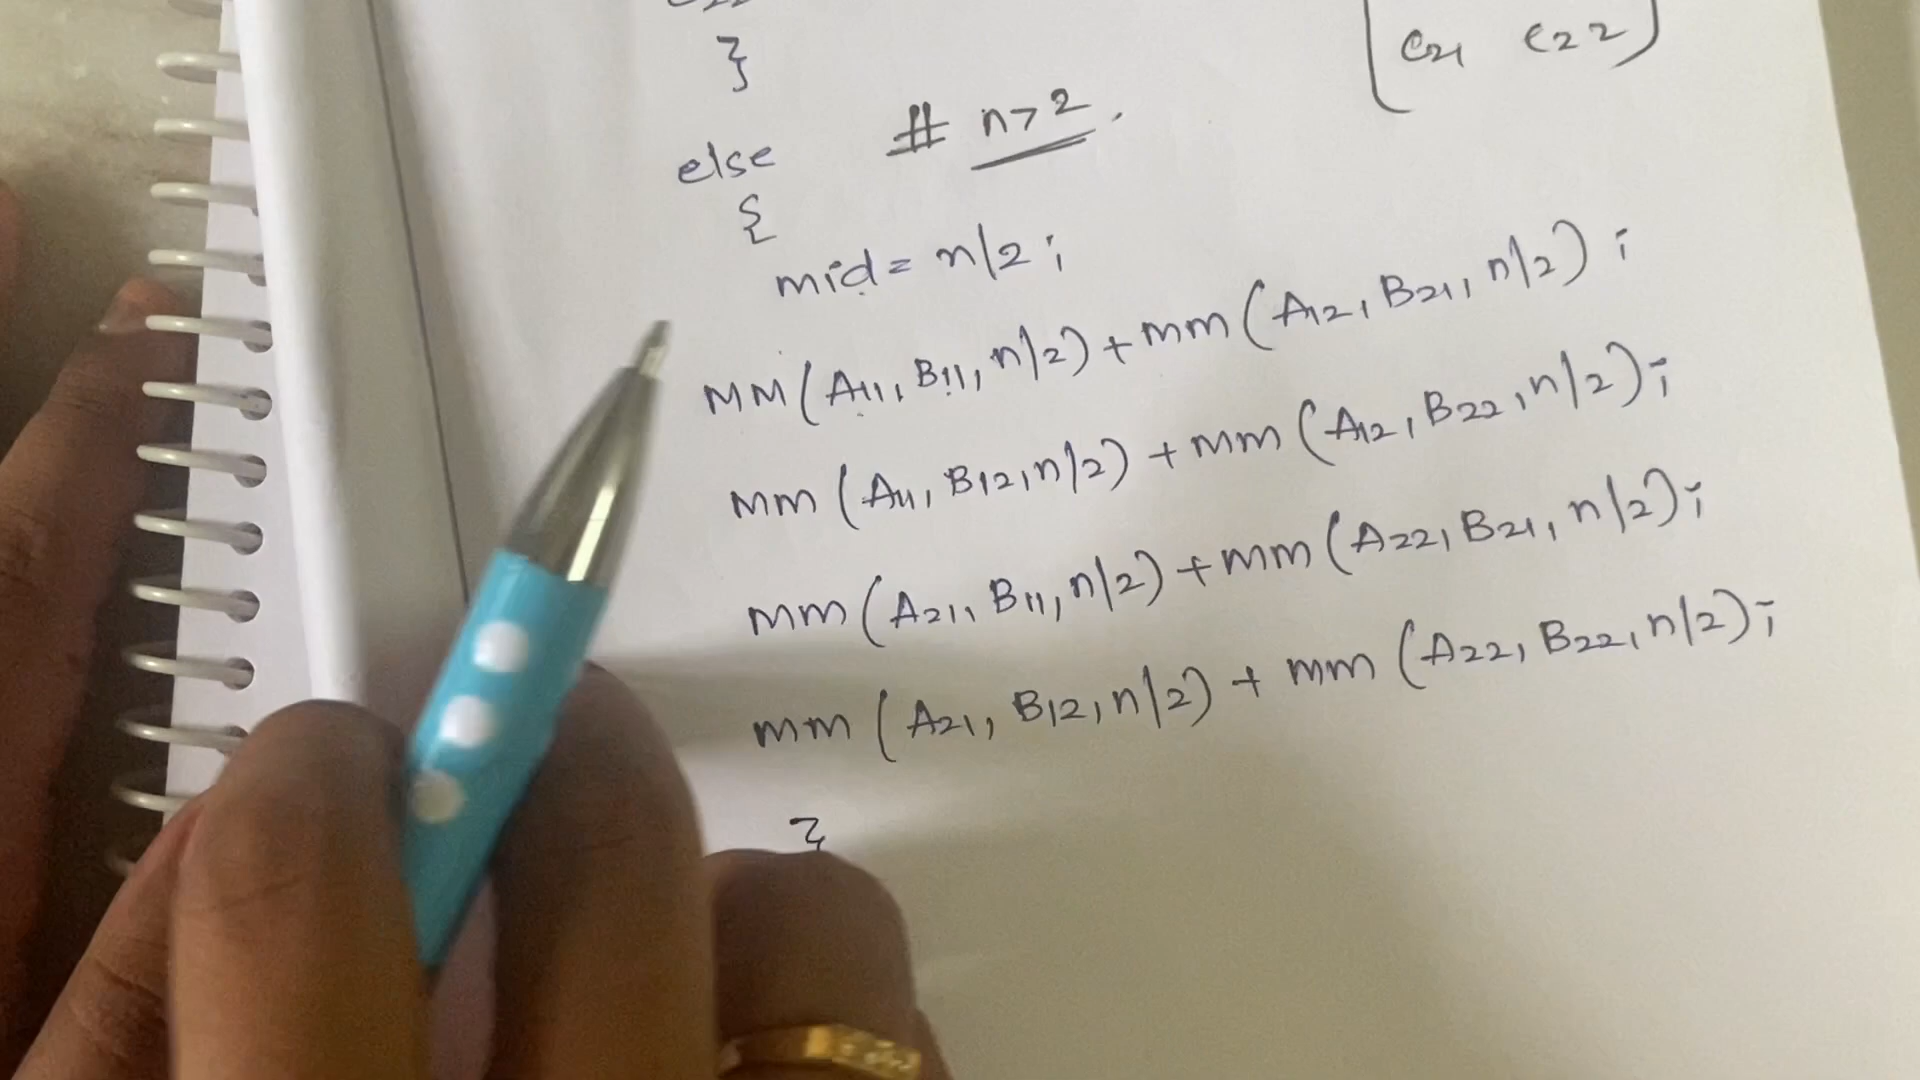 }
C21 C22
# n>2.
else
{
mid = n/2;
MM(A11, B11, n/2) + MM(A12, B21, n/2);
MM(A11, B12, n/2) + MM(A12, B22, n/2);
MM(A21, B11, n/2) + MM(A22, B21, n/2);
MM(A21, B12, n/2) + MM(A22, B22, n/2);
}